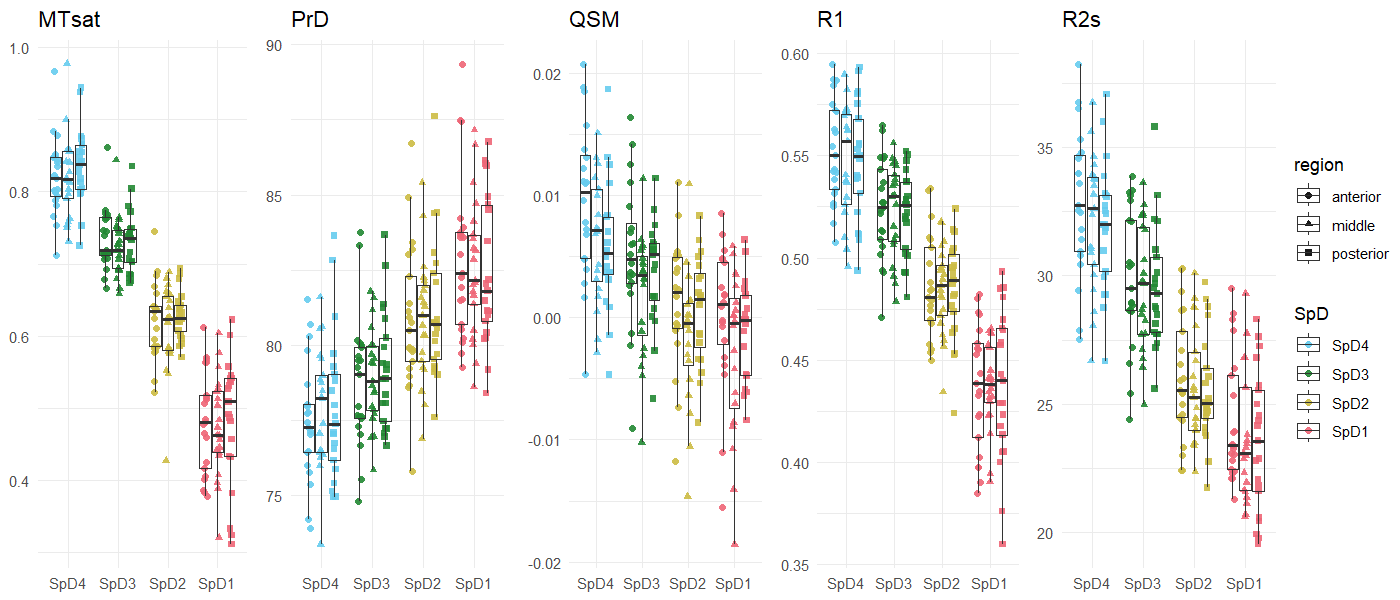 MTsat PrD QSM R1 R2s
1.0
0.8
0.6
0.4
SpD4 SpD3 SpD2 SpD1
90
85
80
75
SpD4 SpD3 SpD2 SpD1
0.02
0.01
0.00
-0.01
-0.02
SpD4 SpD3 SpD2 SpD1
0.60
0.55
0.50
0.45
0.40
0.35
SpD4 SpD3 SpD2 SpD1
35
30
25
20
SpD4 SpD3 SpD2 SpD1
region
anterior
middle
posterior
SpD
SpD4
SpD3
SpD2
SpD1